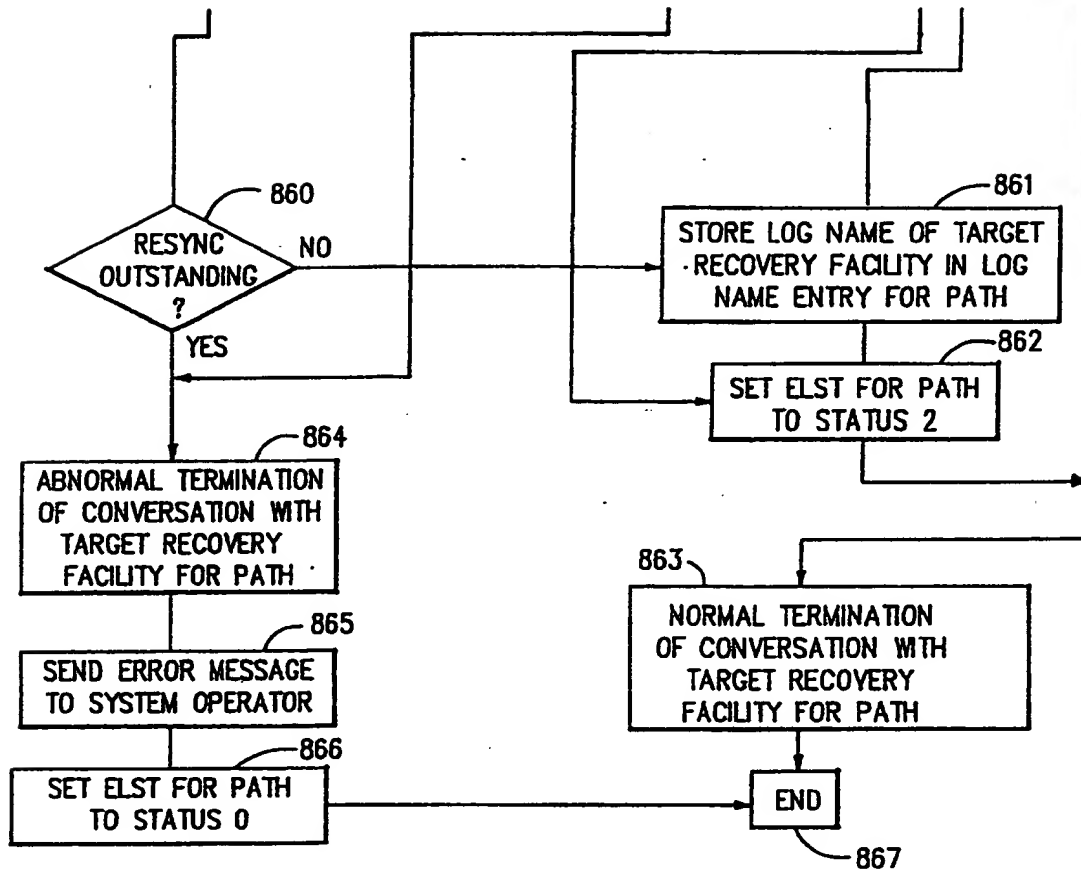 860
RESYNC
OUTSTANDING
?
NO
YES
861
STORE LOG NAME OF TARGET
RECOVERY FACILITY IN LOG
NAME ENTRY FOR PATH
862
SET ELST FOR PATH
TO STATUS 2
864
ABNORMAL TERMINATION
OF CONVERSATION WITH
TARGET RECOVERY
FACILITY FOR PATH
865
SEND ERROR MESSAGE
TO SYSTEM OPERATOR
866
SET ELST FOR PATH
TO STATUS 0
863
NORMAL TERMINATION
OF CONVERSATION WITH
TARGET RECOVERY
FACILITY FOR PATH
END
867